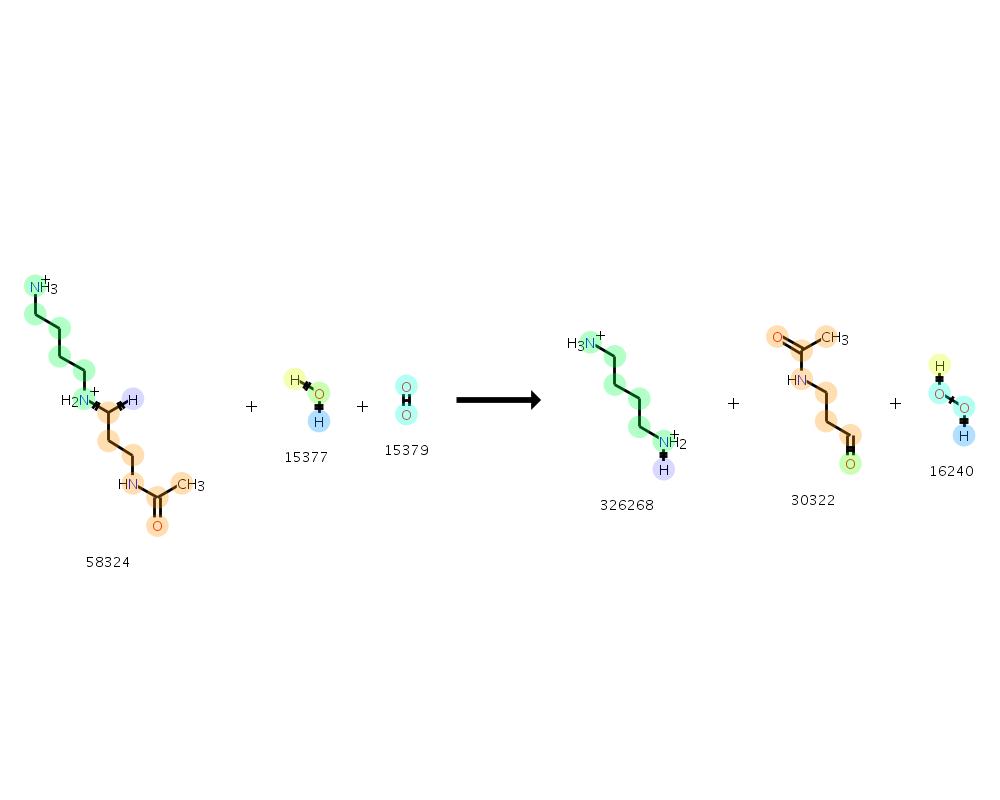 NH3+
H2N+
H
HN
CH3
O
58324
+
H
O
H
15377
+
O
O
15379
+
H3N
NH2+
H
326268
+
O
CH3
HN
O
30322
+
H
O
O
H
16240